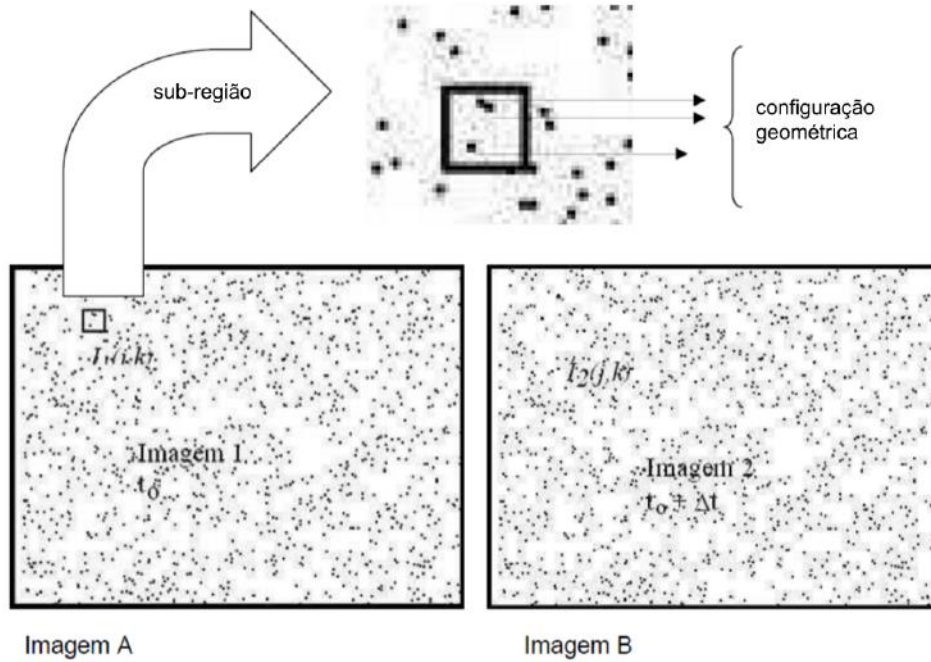 sub-região
configuração
geométrica
I₁(j,k)
Imagem 1
t₀
I₂(j,k)
Imagem 2
t₀ + Δt
Imagem A
Imagem B